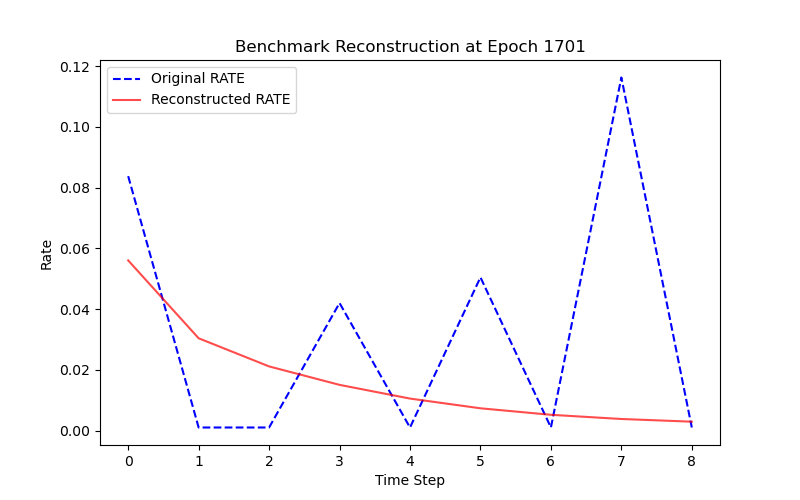 Benchmark Reconstruction at Epoch 1701
Original RATE
Reconstructed RATE
0.12
0.10
0.08
0.06
0.04
0.02
0.00
Rate
0 1 2 3 4 5 6 7 8
Time Step